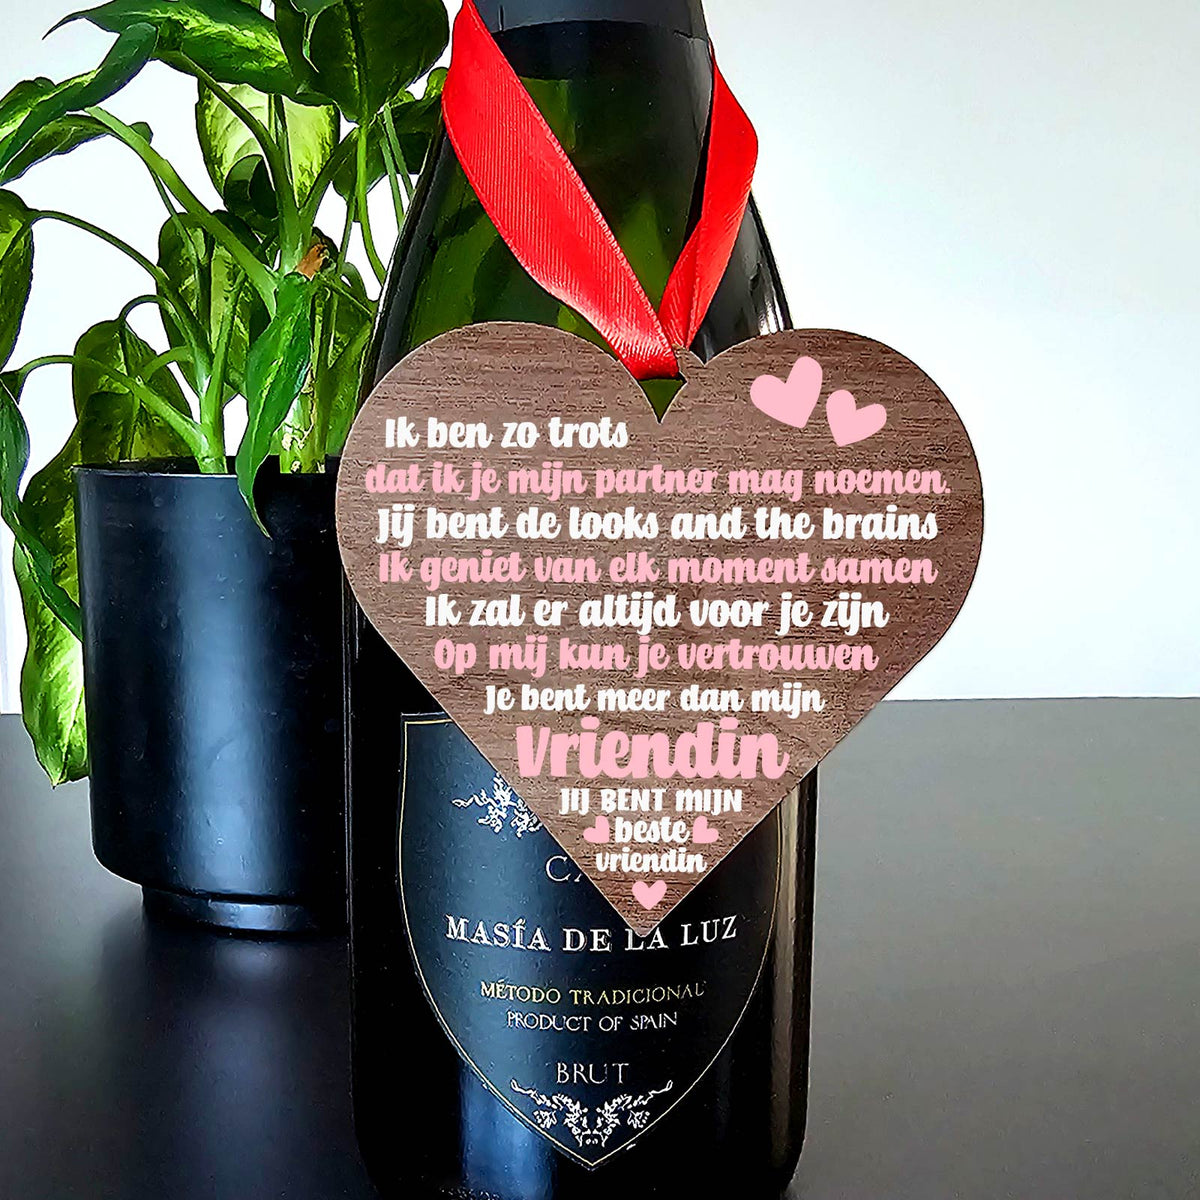 Ik ben zo trots
dat ik je mijn partner mag noemen.
Jij bent de looks and the brains
Ik geniet van elk moment samen
Ik zal er altijd voor je zijn
Op mij kun je vertrouwen
Je bent meer dan mijn
Vriendin
JIJ BENT MIJN
beste
vriendin
MASÍA DE LA LUZ
MÉTODO TRADICIONAL
PRODUCT OF SPAIN
BRUT